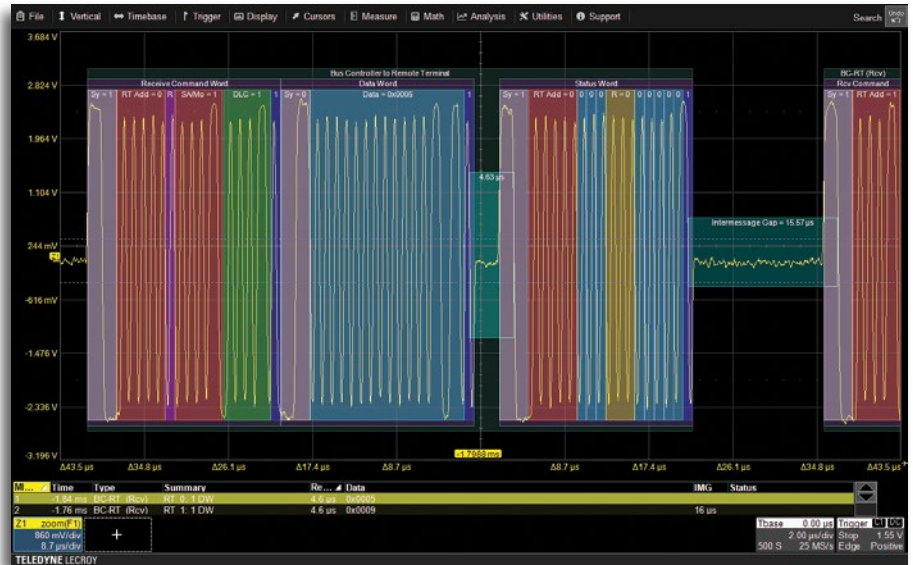 File Vertical Timebase Trigger Display Cursors Measure Math Analysis Utilities Support Search Undo
3.684 V
Bus Controller to Remote Terminal BC-RT (Rcv)
Receive Command Word Data Word Status Word Rcv Command
2.824 V
Sy = 1 RT Add = 0 R SA/Mo = 1 DLC = 1 1 Sy = 0 Data = 0x0005 1 Sy = 1 RT Add = 0 0 0 0 R = 0 0 0 0 0 0 1 Sy = 1 RT Add = 1
1.964 V
4.63 µs
1.104 V
Intermessage Gap = 15.57 µs
244 mV
Z1
-616 mV
-1.476 V
-2.336 V
-3.196 V
-1.7988 ms
Δ43.5 µs Δ34.8 µs Δ26.1 µs Δ17.4 µs Δ8.7 µs Δ8.7 µs Δ17.4 µs Δ26.1 µs Δ34.8 µs Δ43.5 µs
MI... Time Type Summary Re... Data IMG Status
1 -1.84 ms BC-RT (Rcv) RT 0: 1 DW 4.6 µs 0x0005
2 -1.76 ms BC-RT (Rcv) RT 1: 1 DW 4.6 µs 0x0009 16 µs
Z1 zoom(F1)
860 mV/div
8.7 µs/div
+
Tbase 0.00 µs Trigger C1 DC
2.00 µs/div Stop 1.55 V
500 S 25 MS/s Edge Positive
TELEDYNE LECROY